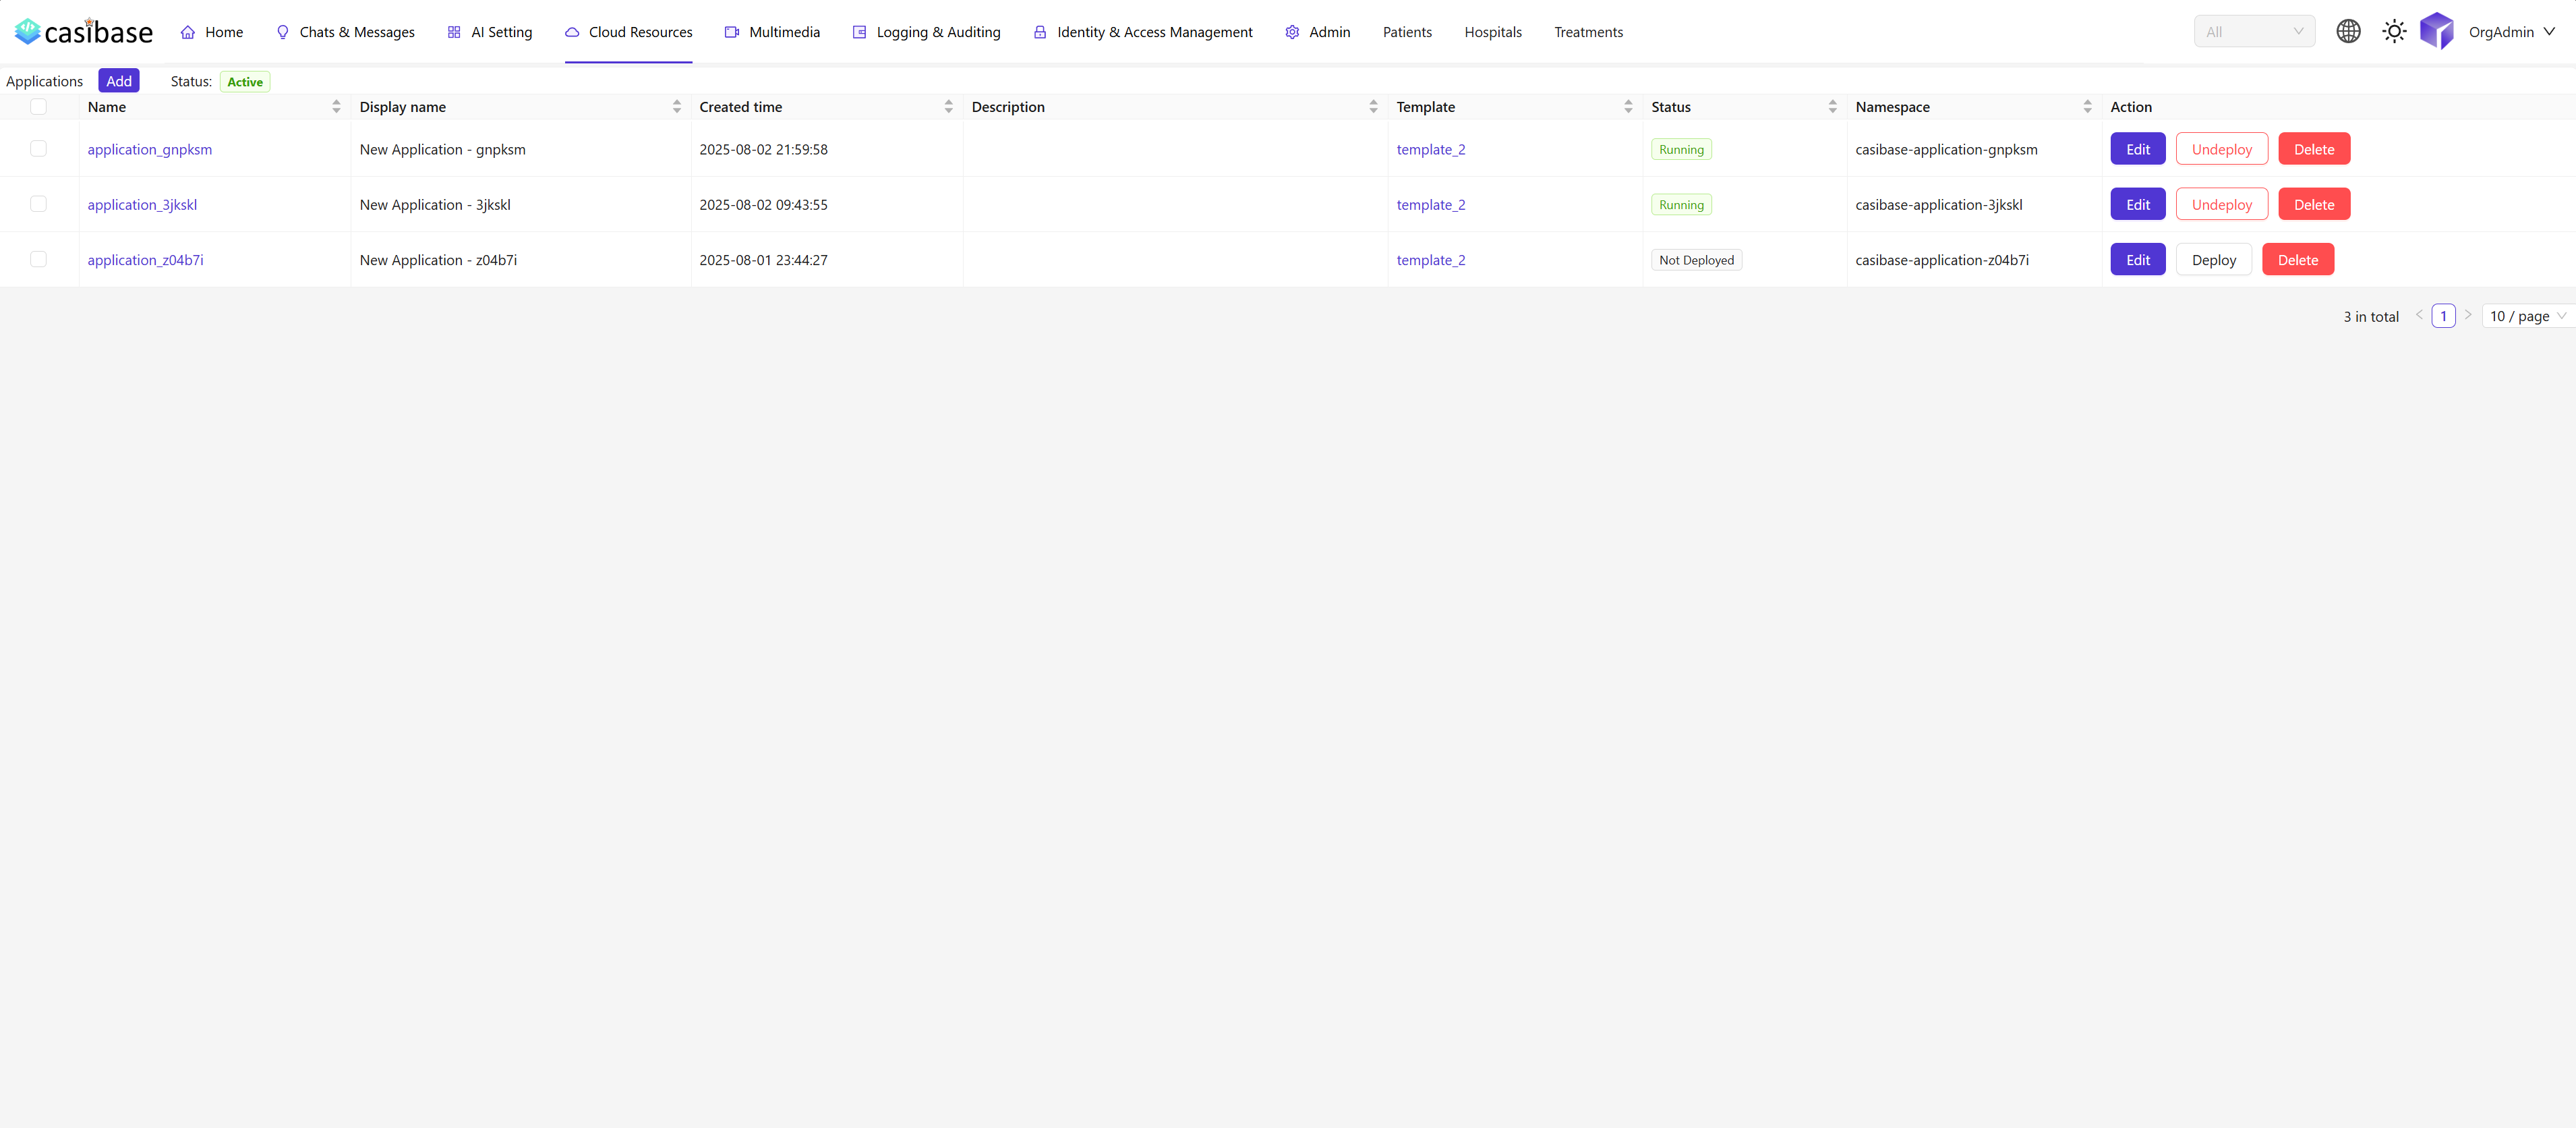 casibase Home Chats & Messages AI Setting Cloud Resources Multimedia Logging & Auditing Identity & Access Management Admin Patients Hospitals Treatments All OrgAdmin
Applications Add Status: Active
Name Display name Created time Description Template Status Namespace Action
application_gnpksm New Application - gnpksm 2025-08-02 21:59:58 template_2 Running casibase-application-gnpksm Edit Undeploy Delete
application_3jkskl New Application - 3jkskl 2025-08-02 09:43:55 template_2 Running casibase-application-3jkskl Edit Undeploy Delete
application_z04b7i New Application - z04b7i 2025-08-01 23:44:27 template_2 Not Deployed casibase-application-z04b7i Edit Deploy Delete
3 in total 1 10 / page